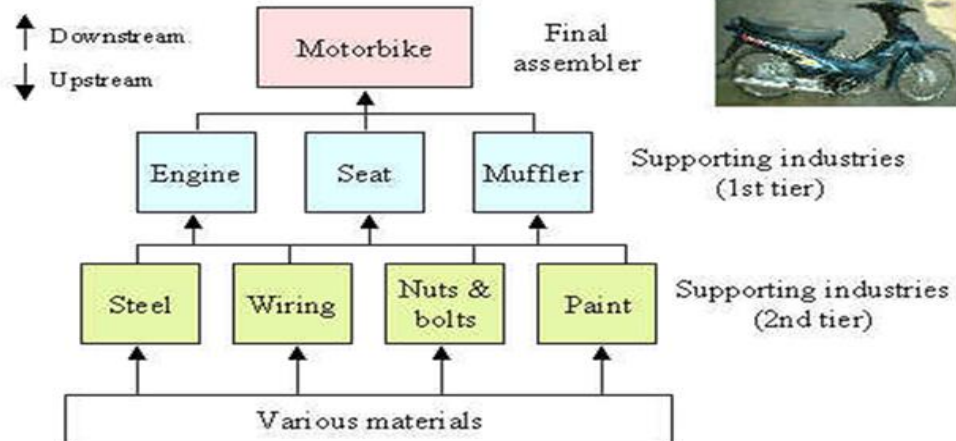 Downstream
Upstream
Motorbike
Final
assembler
Engine
Seat
Muffler
Supporting industries
(1st tier)
Steel
Wiring
Nuts &
bolts
Paint
Supporting industries
(2nd tier)
Various materials